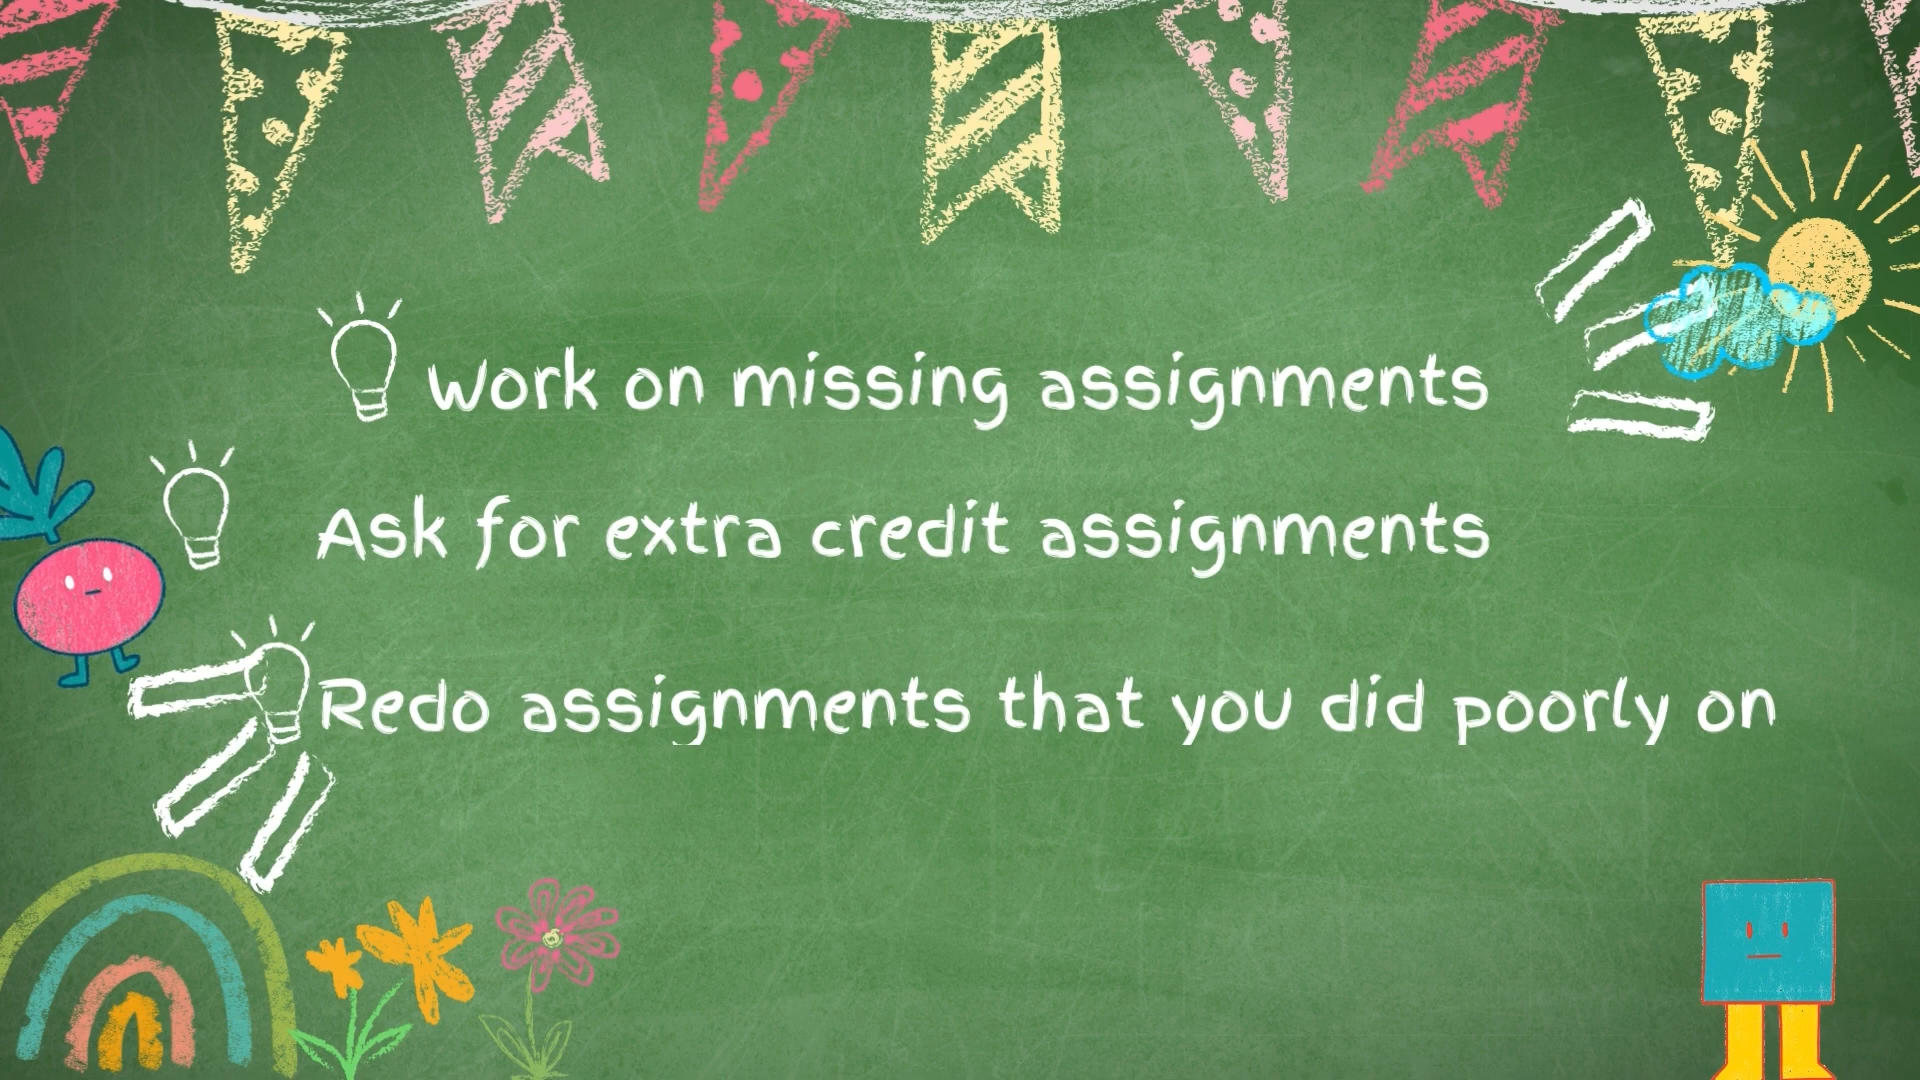 Work on missing assignments
Ask for extra credit assignments
Redo assignments that you did poorly on